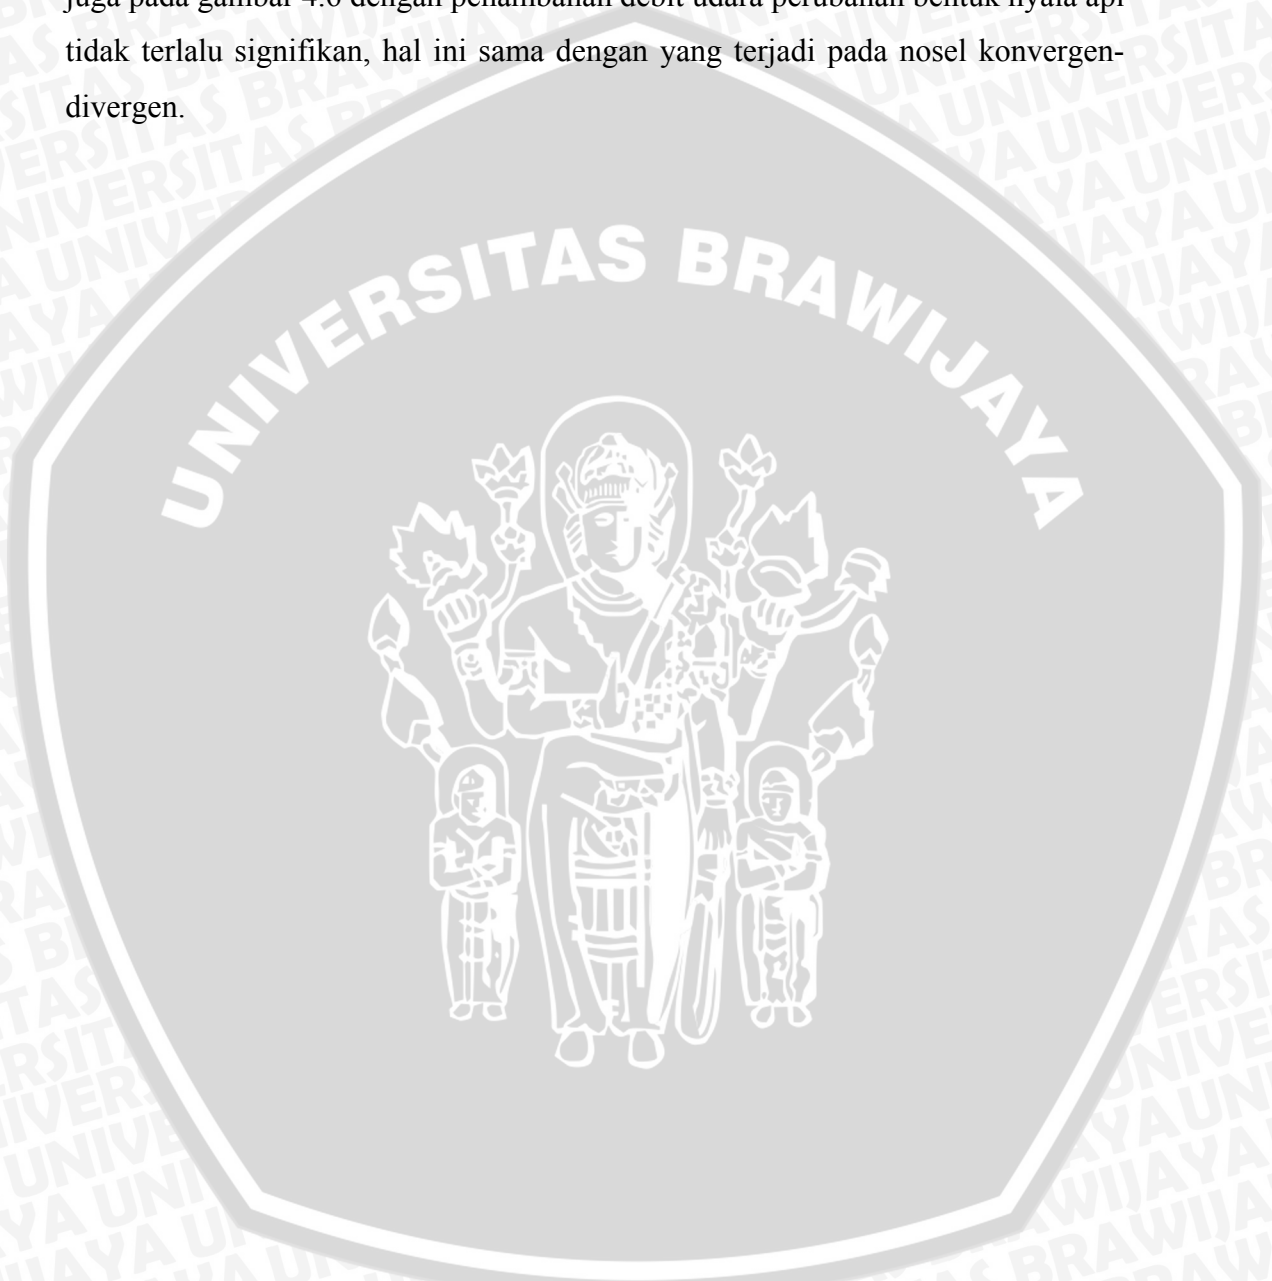 juga pada gambar 4.6 dengan penambahan debit udara perubahan bentuk nyala api
tidak terlalu signifikan, hal ini sama dengan yang terjadi pada nosel konvergen-
divergen.
UNIVERSITAS BRAWIJAYA